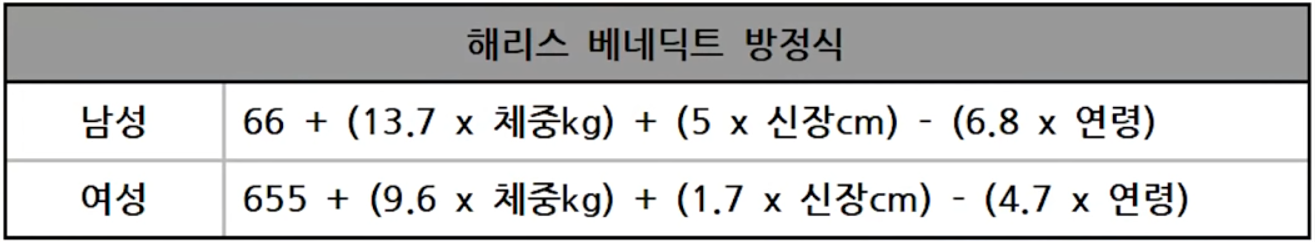 해리스 베네딕트 방정식
남성 66 + (13.7 x 체중kg) + (5 x 신장cm) - (6.8 x 연령)
여성 655 + (9.6 x 체중kg) + (1.7 x 신장cm) - (4.7 x 연령)